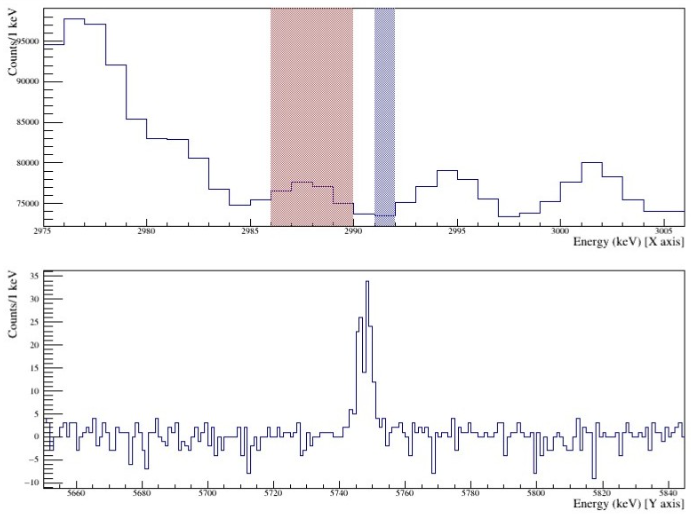 Counts/1 keV
95000
90000
85000
80000
75000
2975 2980 2985 2990 2995 3000 3005
Energy (keV) [X axis]
Counts/1 keV
35
30
25
20
15
10
5
0
−5
−10
5660 5680 5700 5720 5740 5760 5780 5800 5820 5840
Energy (keV) [Y axis]